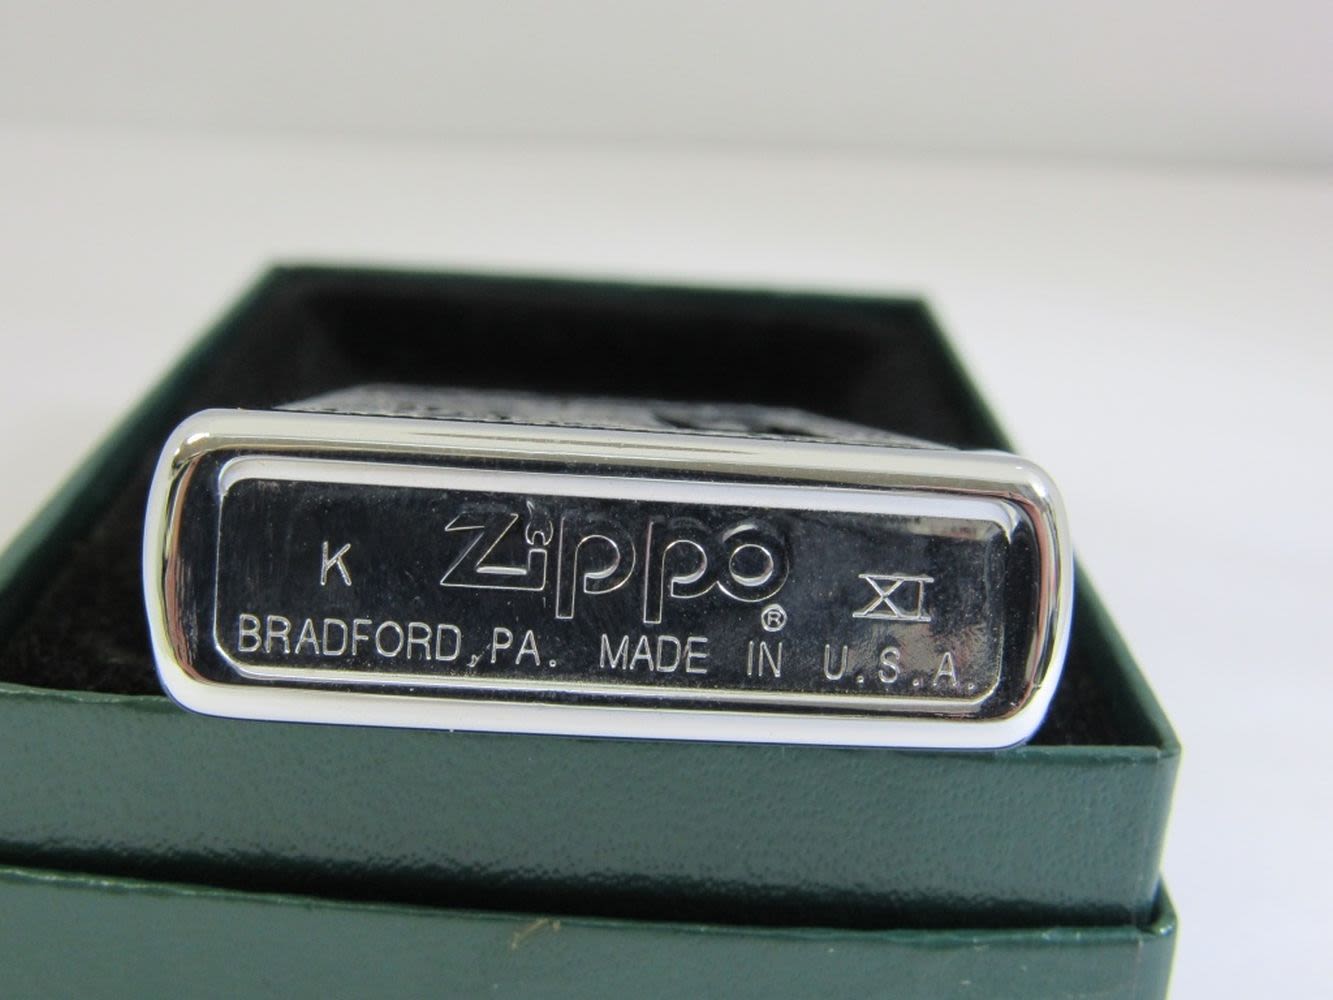 K Zippo ® XI
BRADFORD, PA. MADE IN U.S.A.